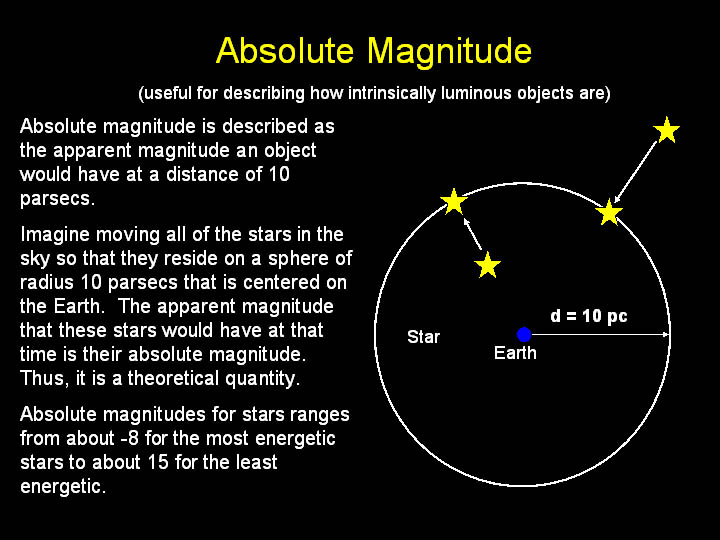 Absolute Magnitude
(useful for describing how intrinsically luminous objects are)
Absolute magnitude is described as
the apparent magnitude an object
would have at a distance of 10
parsecs.
Imagine moving all of the stars in the
sky so that they reside on a sphere of
radius 10 parsecs that is centered on
the Earth.  The apparent magnitude
that these stars would have at that
time is their absolute magnitude.
Thus, it is a theoretical quantity.
Absolute magnitudes for stars ranges
from about -8 for the most energetic
stars to about 15 for the least
energetic.
d = 10 pc
Star
Earth